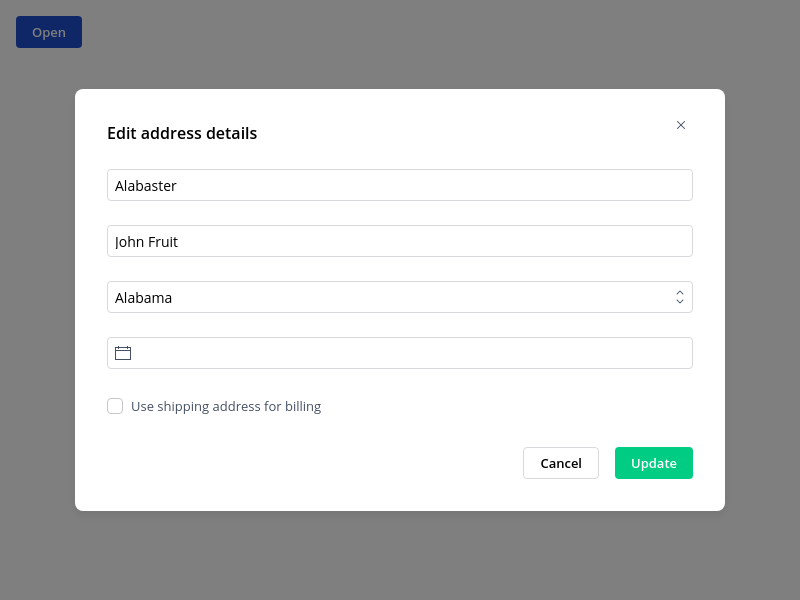 Open
Edit address details
Alabaster
John Fruit
Alabama
Use shipping address for billing
Cancel
Update